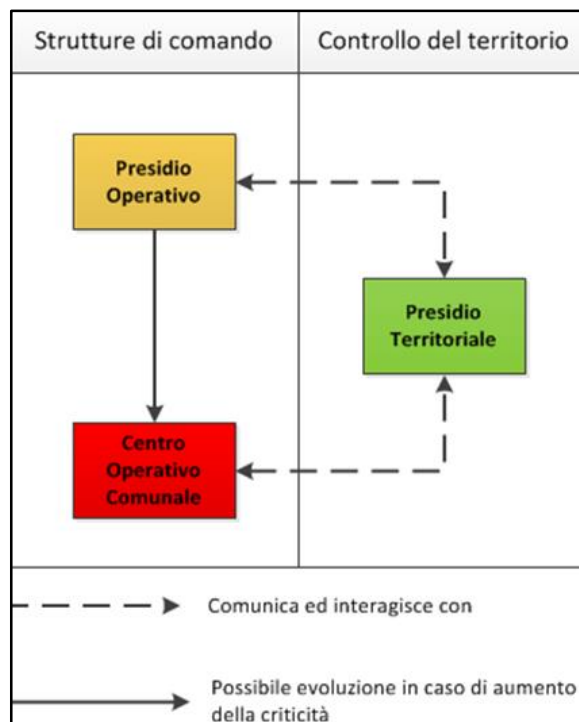 Strutture di comando
Controllo del territorio
Presidio
Operativo
Presidio
Territoriale
Centro
Operativo
Comunale
Comunica ed interagisce con
Possibile evoluzione in caso di aumento
della criticità